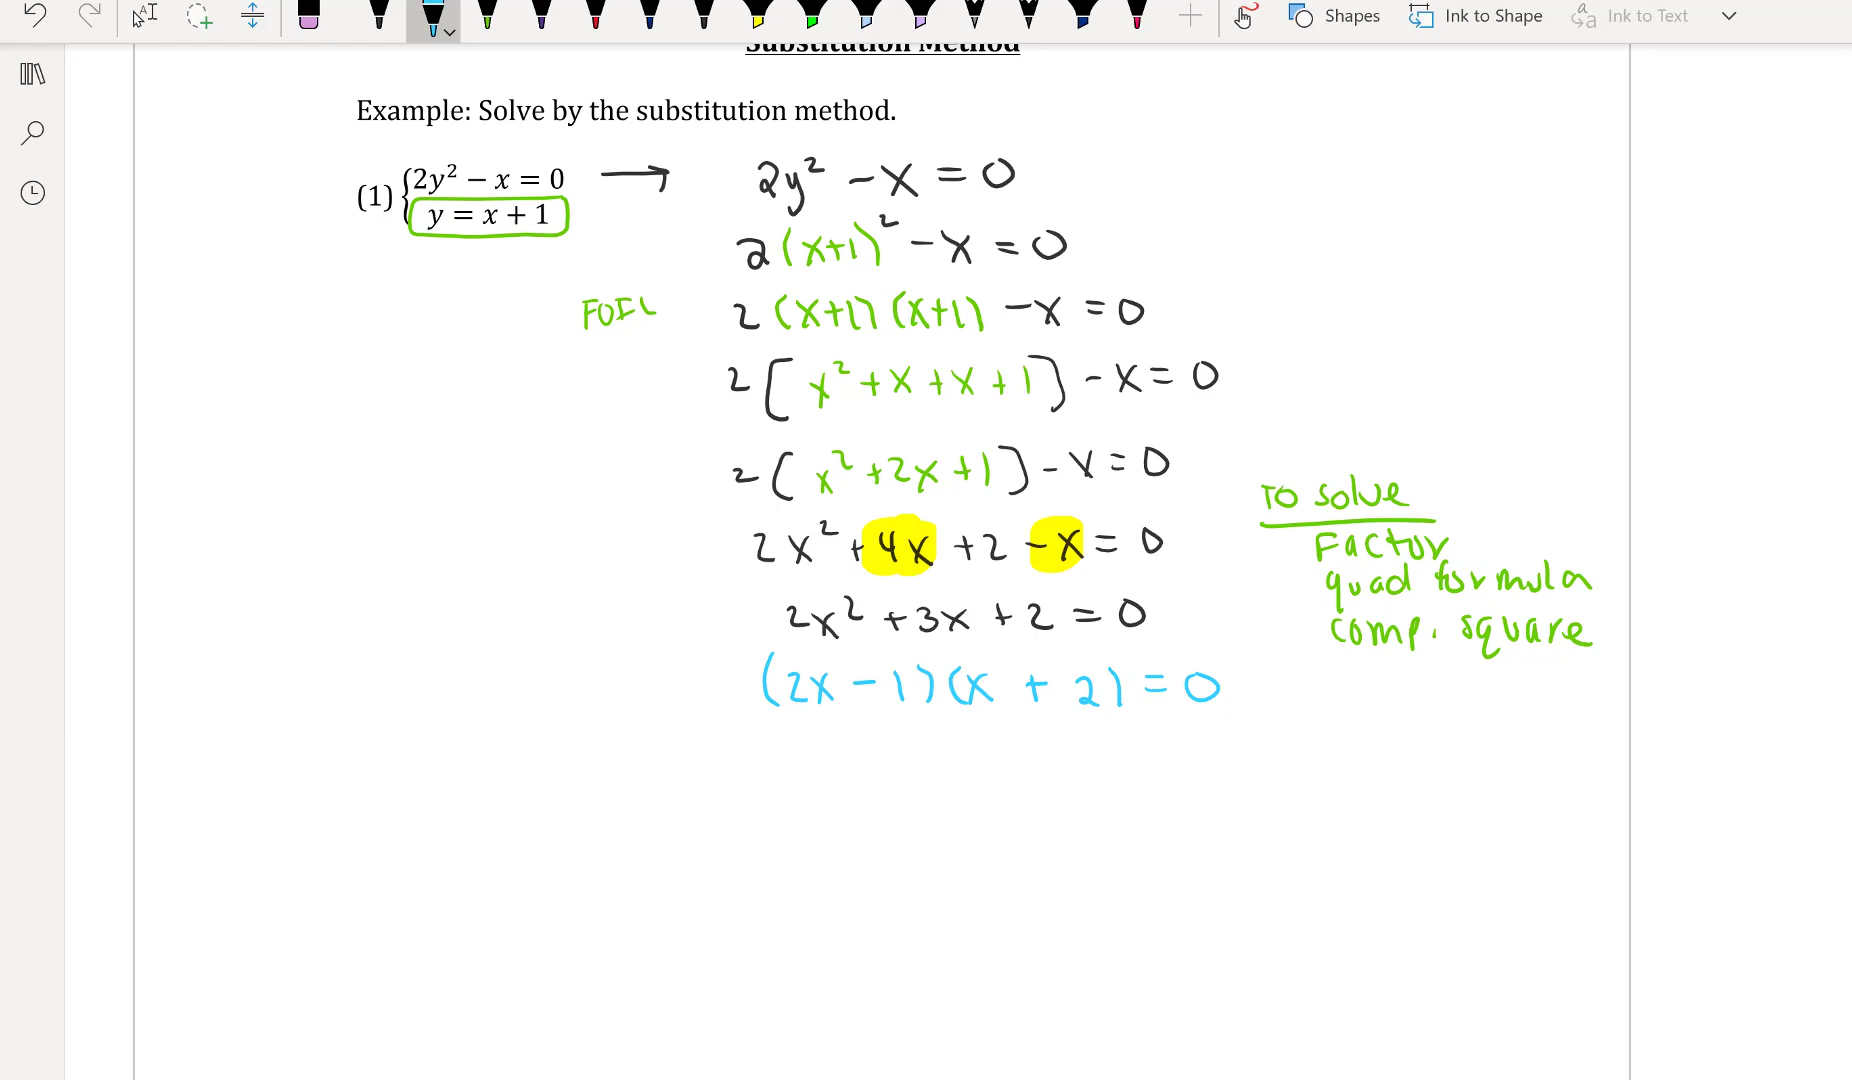 Shapes Ink to Shape Ink to Text
Substitution Method
Example: Solve by the substitution method.
(1) {2y² − x = 0
y = x + 1
→ 2y² − x = 0
2(x+1)² − x = 0
FOIL 2(x+1)(x+1) − x = 0
2[x² + x + x + 1] − x = 0
2(x² + 2x + 1) − x = 0
2x² + 4x + 2 − x = 0
2x² + 3x + 2 = 0
(2x − 1)(x + 2) = 0
To solve
Factor
quad formula
comp. square